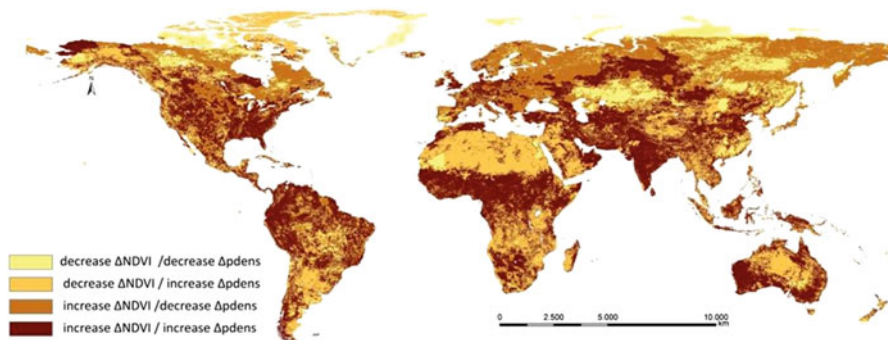 N
decrease ΔNDVI /decrease Δpdens
decrease ΔNDVI / increase Δpdens
increase ΔNDVI /decrease Δpdens
increase ΔNDVI / increase Δpdens
0 2.500 5 000 10 000
km